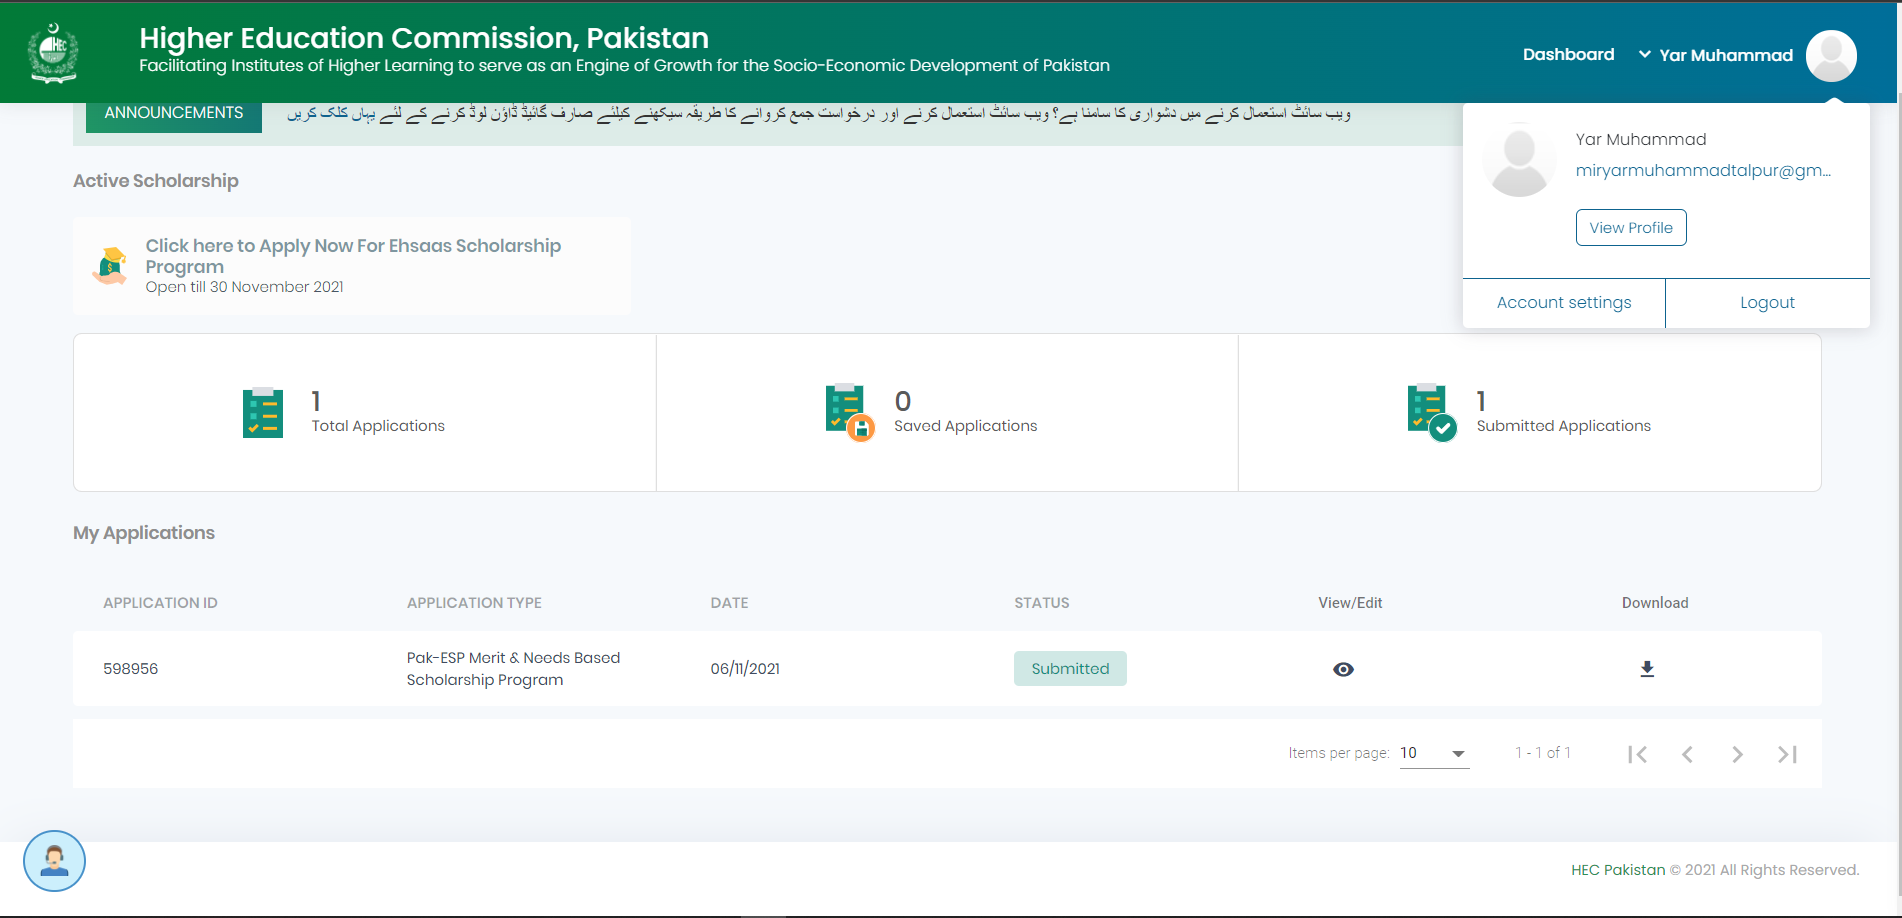 Higher Education Commission, Pakistan
Facilitating Institutes of Higher Learning to serve as an Engine of Growth for the Socio-Economic Development of Pakistan
Dashboard
Yar Muhammad
HEC
ANNOUNCEMENTS
ویب سائٹ استعمال کرنے میں دشواری کا سامنا ہے؟ ویب سائٹ استعمال کرنے اور درخواست جمع کروانے کا طریقہ سیکھنے کیلئے صارف گائیڈ ڈاؤن لوڈ کرنے کے لئے یہاں کلک کریں
Yar Muhammad
miryarmuhammadtalpur@gm...
View Profile
Account settings
Logout
Active Scholarship
Click here to Apply Now For Ehsaas Scholarship
Program
Open till 30 November 2021
1
Total Applications
0
Saved Applications
1
Submitted Applications
My Applications
APPLICATION ID APPLICATION TYPE DATE STATUS View/Edit Download
598956
Pak-ESP Merit & Needs Based
Scholarship Program
06/11/2021
Submitted
Items per page: 10 1 - 1 of 1
HEC Pakistan © 2021 All Rights Reserved.